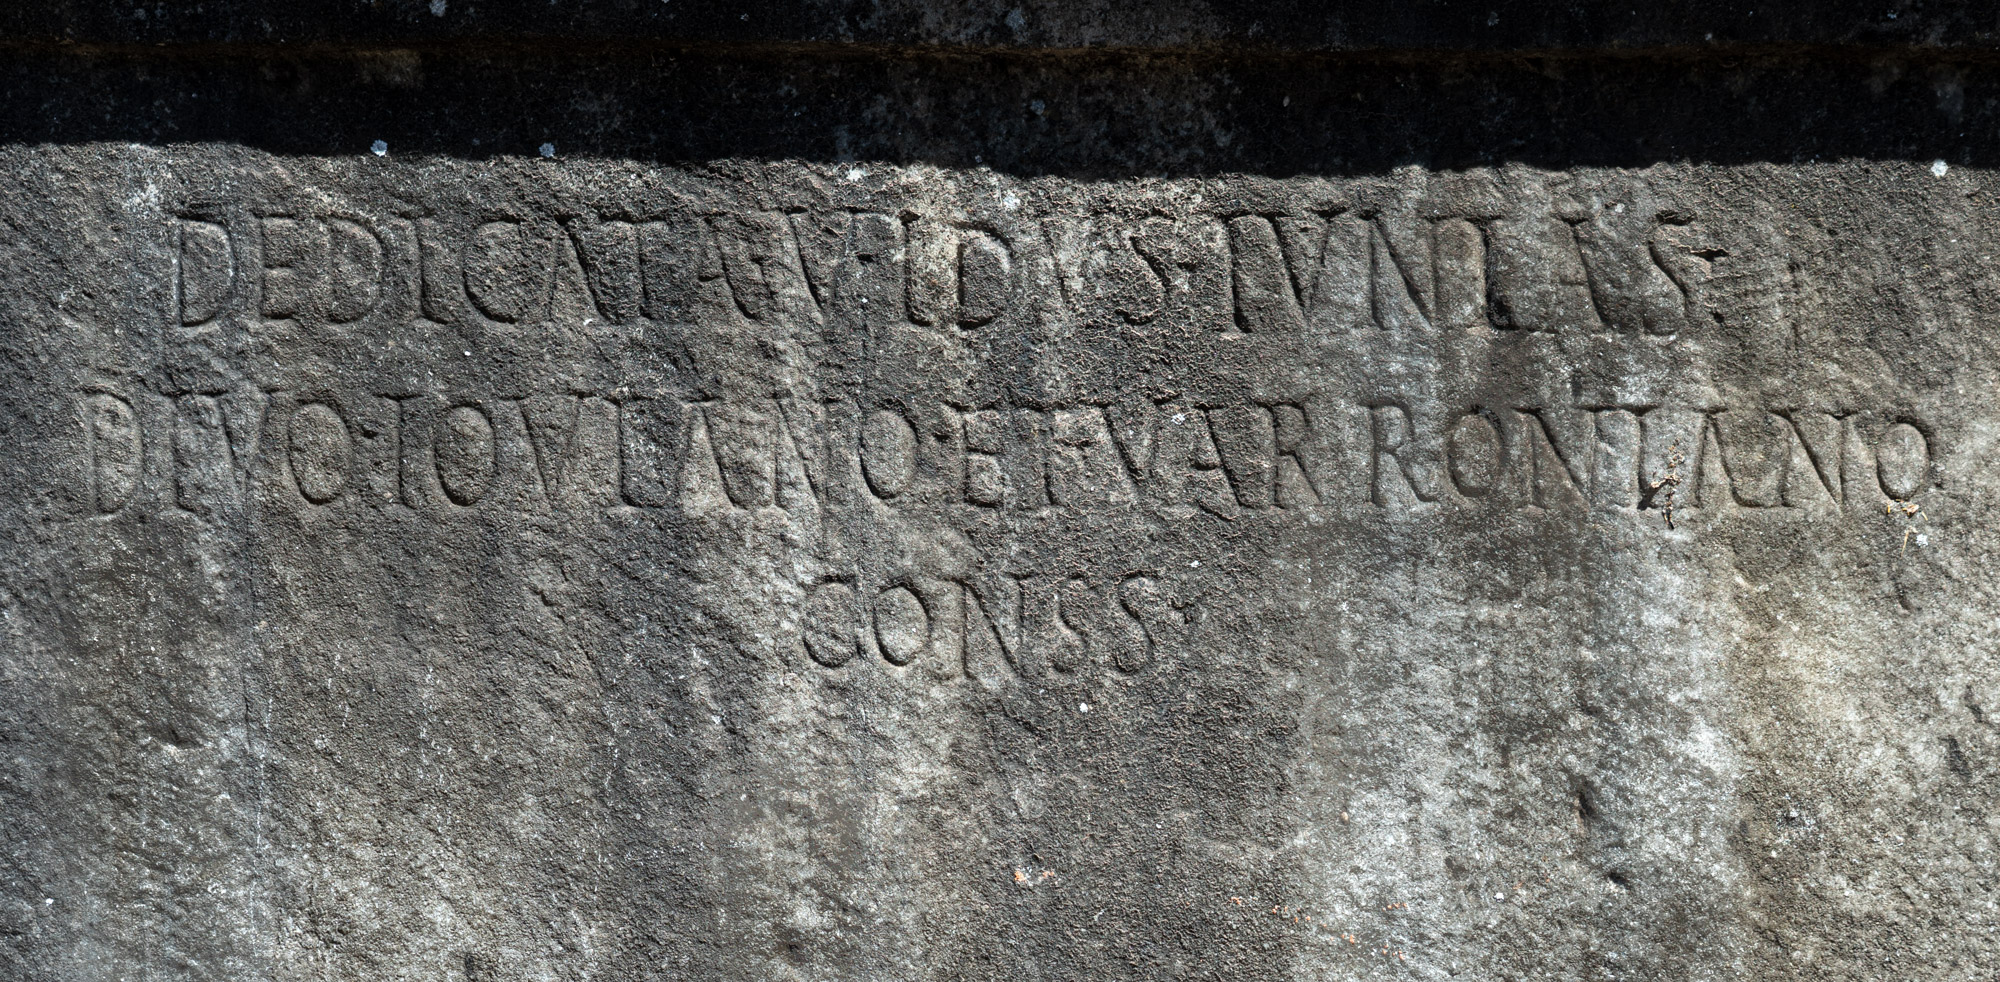 DEDICATA·V·IDVS·IVNIAS
DIVO·IOVIANO·ET·VARRONIANO
CONSS